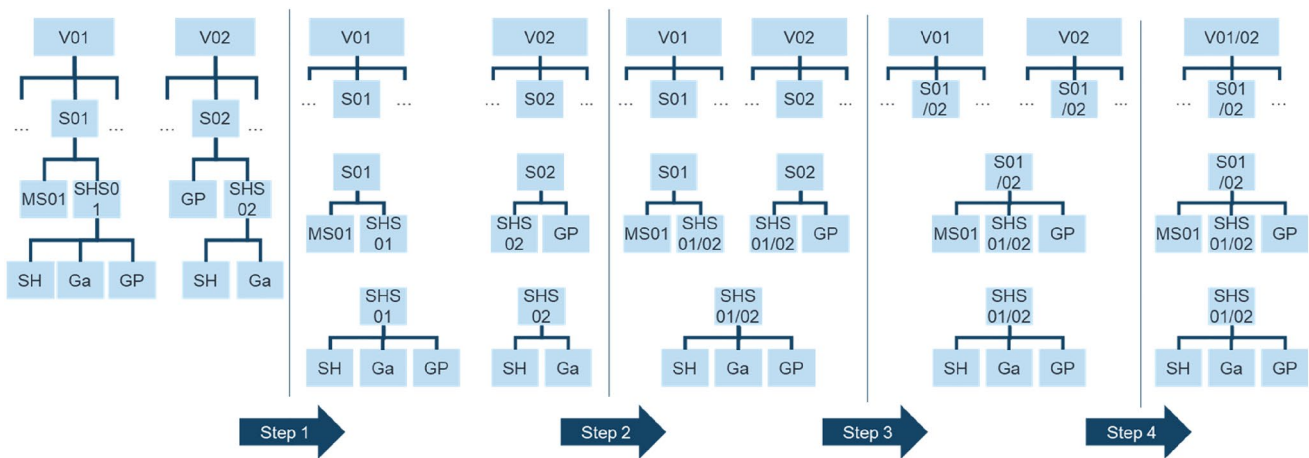 V01 V02 V01 V02 V01 V02 V01 V02 V01/02
S01 S02
... ... ... ...
... S01 ... ... S02 ... ... S01 ... ... S02 ... ... S01 ... ... S01 ... ... S01 ...
/02 /02 /02
MS01 SHS0 GP SHS
1 02
S01 S02 S01 S02 S01 S01
/02 /02
MS01 SHS SHS GP MS01 SHS SHS GP MS01 SHS GP MS01 SHS GP
01 02 01/02 01/02 01/02 01/02
SH Ga GP SH Ga
SHS SHS SHS SHS SHS
01 02 01/02 01/02 01/02
SH Ga GP SH Ga SH Ga GP SH Ga GP SH Ga GP
Step 1 Step 2 Step 3 Step 4